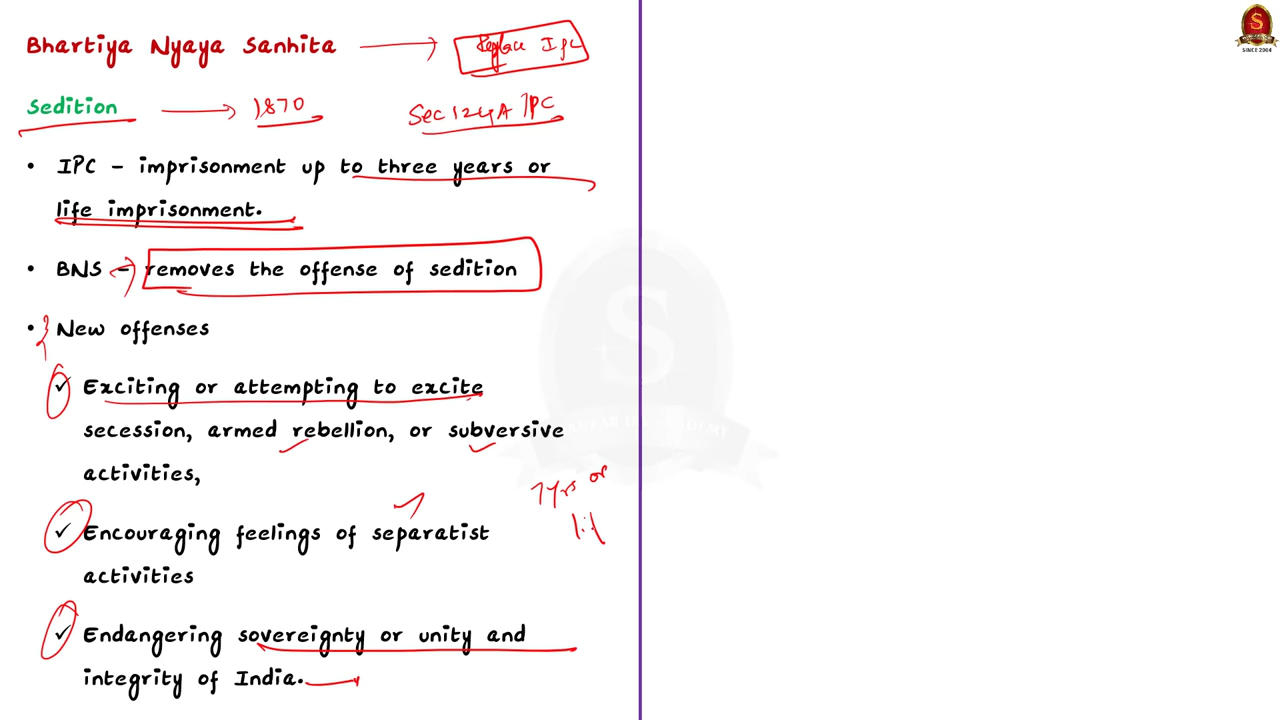 Bhartiya Nyaya Sanhita
Replace IPC
Sedition
1870
Sec 124A IPC
• IPC - imprisonment up to three years or
life imprisonment.
• BNS - removes the offense of sedition
• New offenses
✓ Exciting or attempting to excite
secession, armed rebellion, or subversive
activities,
7 yrs or
✓ Encouraging feelings of separatist
activities
✓ Endangering sovereignty or unity and
integrity of India.
SINCE 2004